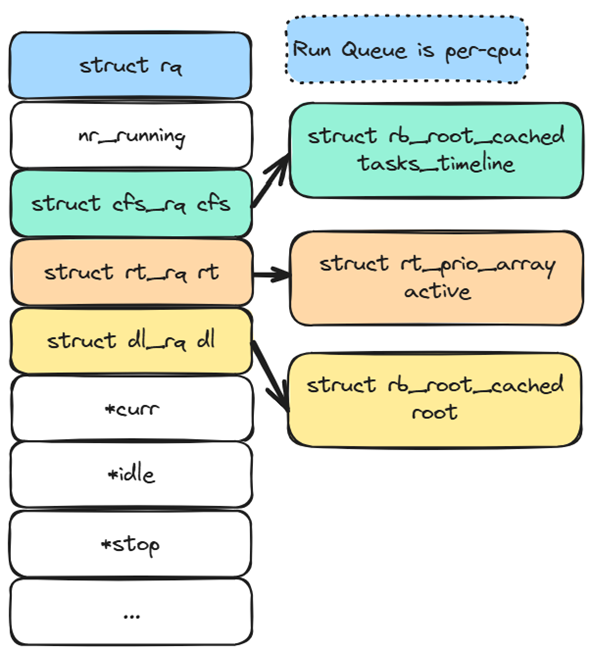 struct rq
Run Queue is per-cpu
nr_running
struct cfs_rq cfs
struct rb_root_cached
tasks_timeline
struct rt_rq rt
struct rt_prio_array
active
struct dl_rq dl
struct rb_root_cached
root
*curr
*idle
*stop
...